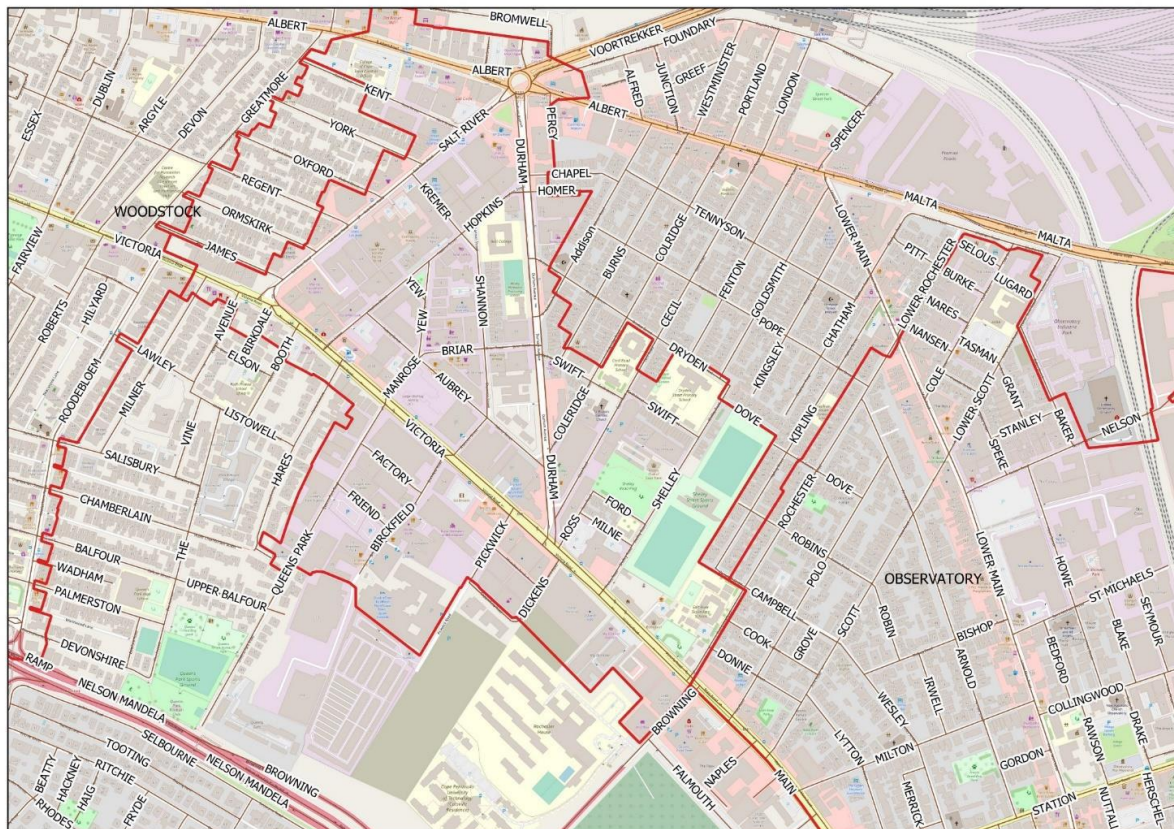 BROMWELL
ALBERT
VOORTREKKER
FOUNDARY
ALBERT
KENT
GREATMORE
DUBLIN
ESSEX
ARGYLE
DEVON
YORK
SALT-RIVER
OXFORD
REGENT
ORMSKIRK
JAMES
WOODSTOCK
VICTORIA
FAIRVIEW
DURHAM
PERCY
ALBERT
ALFRED
JUNCTION
GREEF
WESTMINISTER
PORTLAND
LONDON
SPENCER
CHAPEL
HOMER
KREMER
HOPKINS
SHANNON
YEW
YEW
BRIAR
Addison
BURNS
COLRIDGE
TENNYSON
CECIL
FENTON
GOLDSMITH
POPE
KINGSLEY
CHATHAM
LOWER MAIN
MALTA
MALTA
PITT
LOWER ROCHESTER
SELOUS
BURKE
LUGARD
NARES
NANSEN
TASMAN
COLE
LOWER SCOTT
GRANT
STANLEY
SPEKE
BAKER
NELSON
ROBERTS
HILYARD
ROODEBLOEM
LAWLEY
MILNER
AVENUE
ELSON
BIRKDALE
BOOTH
LISTOWELL
VINE
HARES
SALISBURY
CHAMBERLAIN
BALFOUR
WADHAM
PALMERSTON
DEVONSHIRE
THE
UPPER BALFOUR
QUEENS PARK
MANROSE
AUBREY
VICTORIA
FACTORY
FRIEND
BIRCKFIELD
PICKWICK
DICKENS
SWIFT
COLERIDGE
DURHAM
SWIFT
DRYDEN
DOVE
SHELLEY
ROSS
FORD
MILNE
KIPLING
DOVE
ROCHESTER
ROBINS
POLO
CAMPBELL
COOK
DONNE
GROVE
SCOTT
ROBIN
OBSERVATORY
LOWER MAIN
HOWE
ST-MICHAELS
BISHOP
BLAKE
SEYMOUR
BEDFORD
ARNOLD
IRWELL
WESLEY
COLLINGWOOD
DRAKE
RAWSON
LYTTON
MILTON
GORDON
STATION
MERRICK
NUTTALL
HERSCHEL
BROWNING
NAPLES
FALMOUTH
MAIN
RAMP
NELSON MANDELA
SELBOURNE
NELSON MANDELA
BROWNING
TOOTING
RITCHIE
BEATTY
HACKNEY
HAIG
RHODES
FRYDE